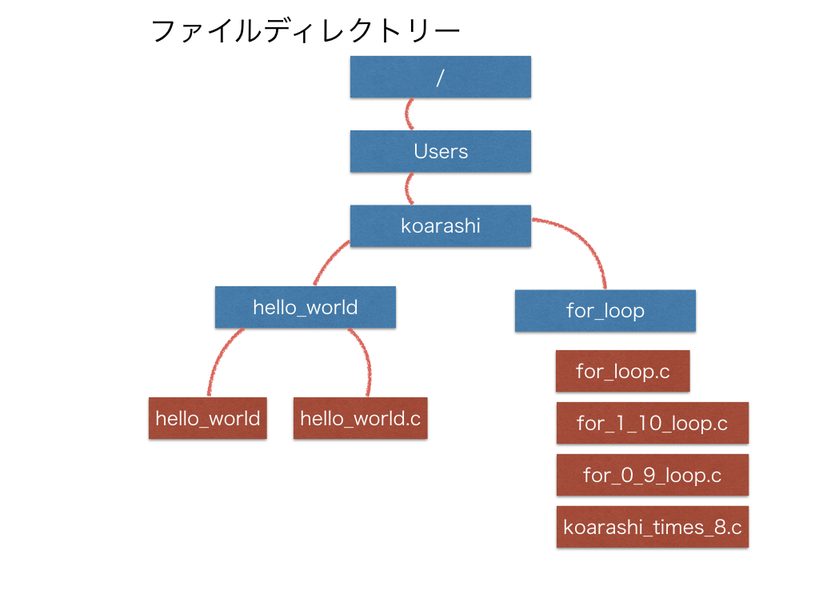 ファイルディレクトリー
/
Users
koarashi
hello_world
for_loop
hello_world
hello_world.c
for_loop.c
for_1_10_loop.c
for_0_9_loop.c
koarashi_times_8.c